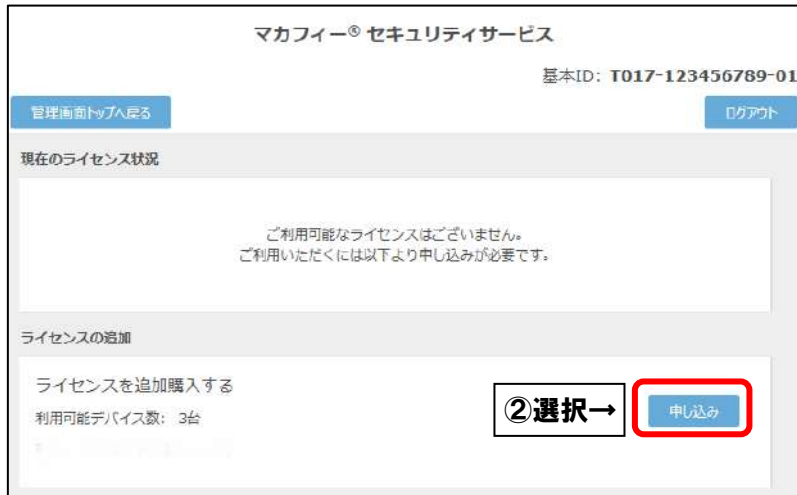 マカフィー® セキュリティサービス
基本ID: T017-123456789-01
管理画面トップへ戻る
ログアウト
現在のライセンス状況
ご利用可能なライセンスはございません。
ご利用いただくには以下より申し込みが必要です。
ライセンスの追加
ライセンスを追加購入する
利用可能デバイス数: 3台
②選択→
申し込み